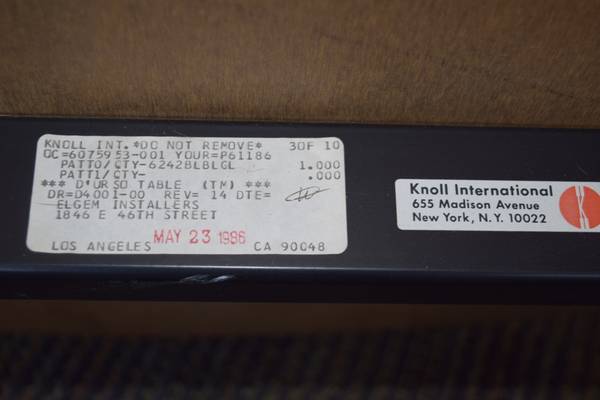 KNOLL INT. *DO NOT REMOVE* 3OF 10
OC=6075953-001 YOUR=P61186
PATT0/CTY-6242BLBLGL 1.000
PATT1/CTY- .000
*** D'URSO TABLE (TM) ***
DR=D4001-00 REV= 14 DTE=
ELGEM INSTALLERS
1846 E 46TH STREET
MAY 23 1986
LOS ANGELES CA 90048
Knoll International
655 Madison Avenue
New York, N.Y. 10022